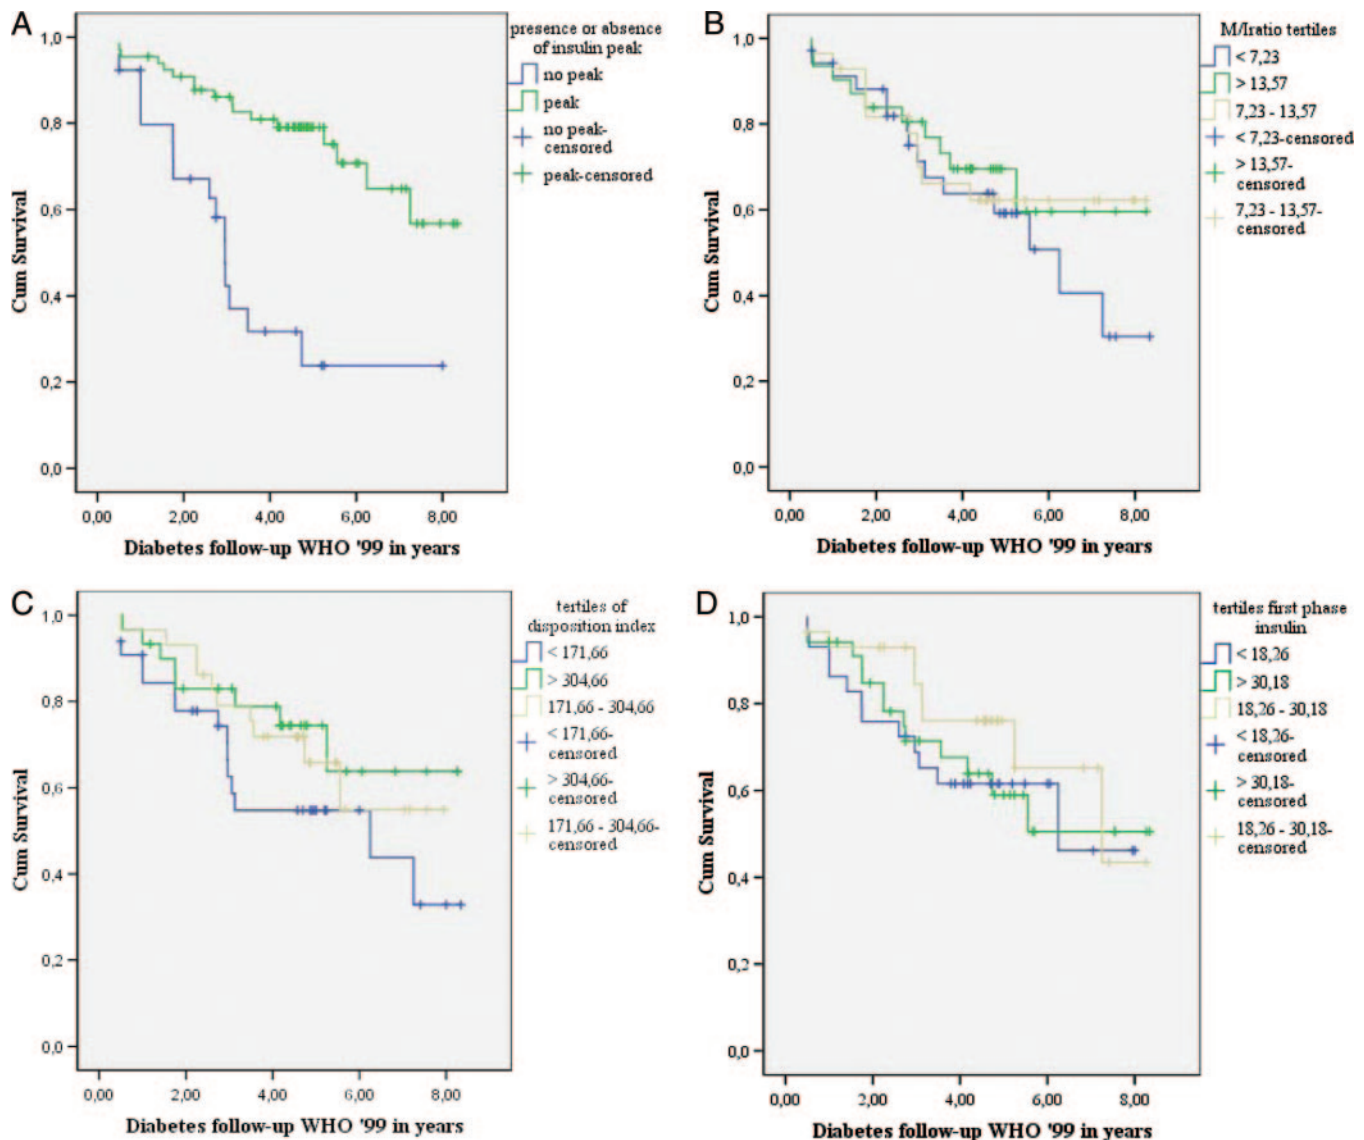 A
1,0
0,8
0,6
0,4
0,2
0,0
Cum Survival
0,00 2,00 4,00 6,00 8,00
Diabetes follow-up WHO '99 in years
presence or absence
of insulin peak
no peak
peak
no peak-
censored
peak-censored
B
1,0
0,8
0,6
0,4
0,2
0,0
Cum Survival
0,00 2,00 4,00 6,00 8,00
Diabetes follow-up WHO '99 in years
M/Iratio tertiles
< 7,23
> 13,57
7,23 - 13,57
< 7,23-censored
> 13,57-
censored
7,23 - 13,57-
censored
C
1,0
0,8
0,6
0,4
0,2
0,0
Cum Survival
0,00 2,00 4,00 6,00 8,00
Diabetes follow-up WHO '99 in years
tertiles of
disposition index
< 171,66
> 304,66
171,66 - 304,66
< 171,66-
censored
> 304,66-
censored
171,66 - 304,66-
censored
D
1,0
0,8
0,6
0,4
0,2
0,0
Cum Survival
0,00 2,00 4,00 6,00 8,00
Diabetes follow-up WHO '99 in years
tertiles first phase
insulin
< 18,26
> 30,18
18,26 - 30,18
< 18,26-
censored
> 30,18-
censored
18,26 - 30,18-
censored